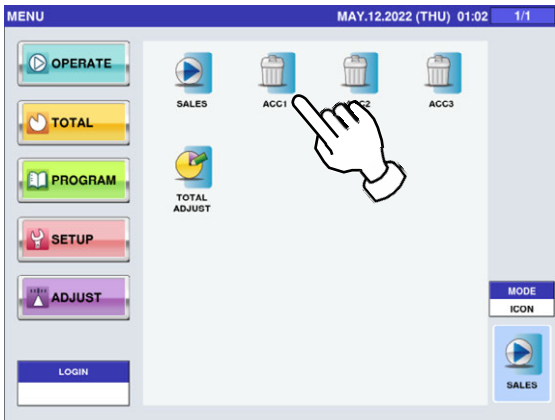 MENU
MAY.12.2022 (THU) 01:02
1/1
OPERATE
TOTAL
PROGRAM
SETUP
ADJUST
LOGIN
SALES
ACC1
ACC3
TOTAL
ADJUST
MODE
ICON
SALES